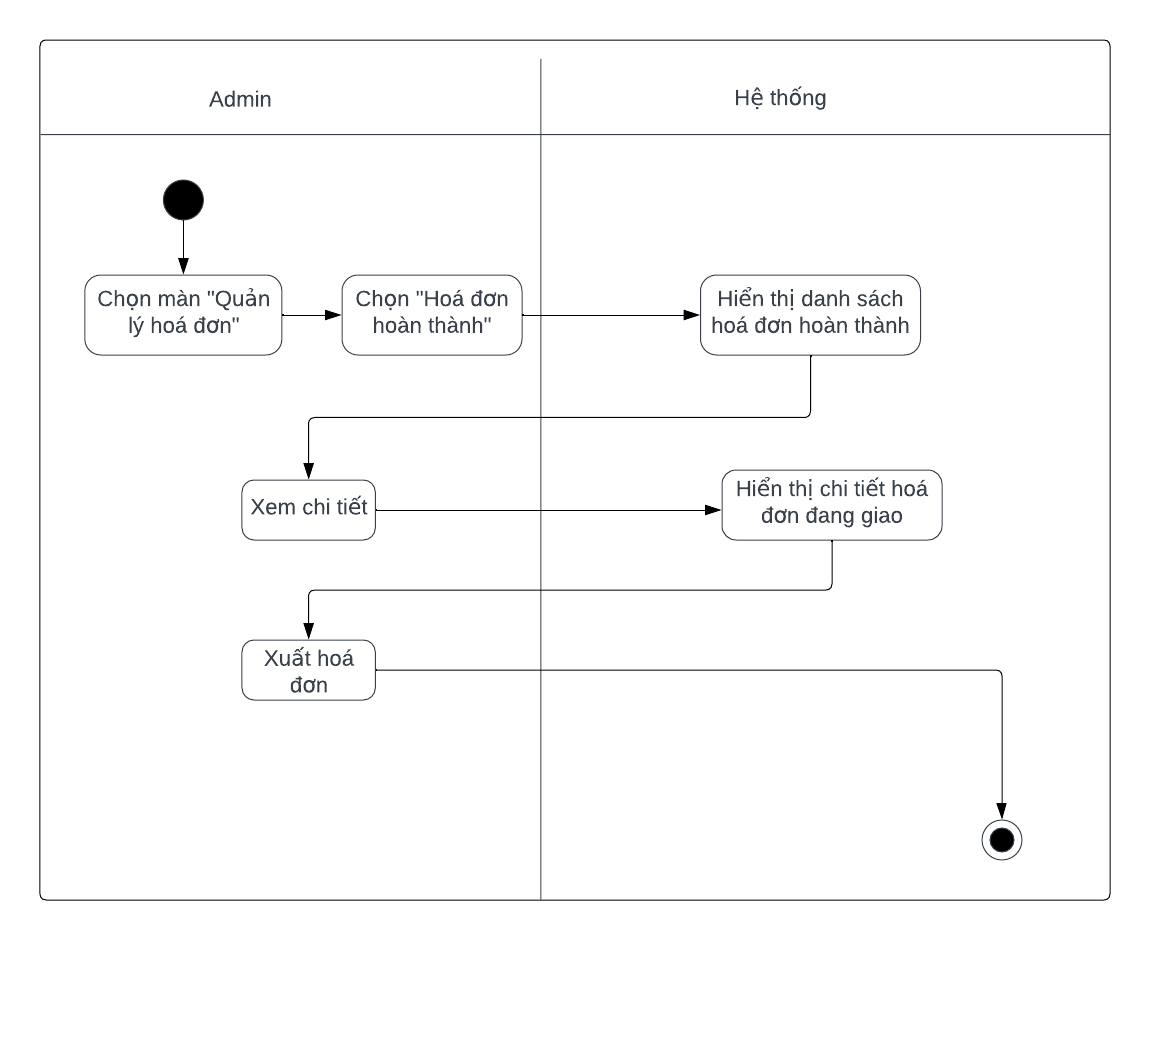 Admin
Hệ thống
Chọn màn "Quản
lý hoá đơn"
Chọn "Hoá đơn
hoàn thành"
Hiển thị danh sách
hoá đơn hoàn thành
Xem chi tiết
Hiển thị chi tiết hoá
đơn đang giao
Xuất hoá
đơn